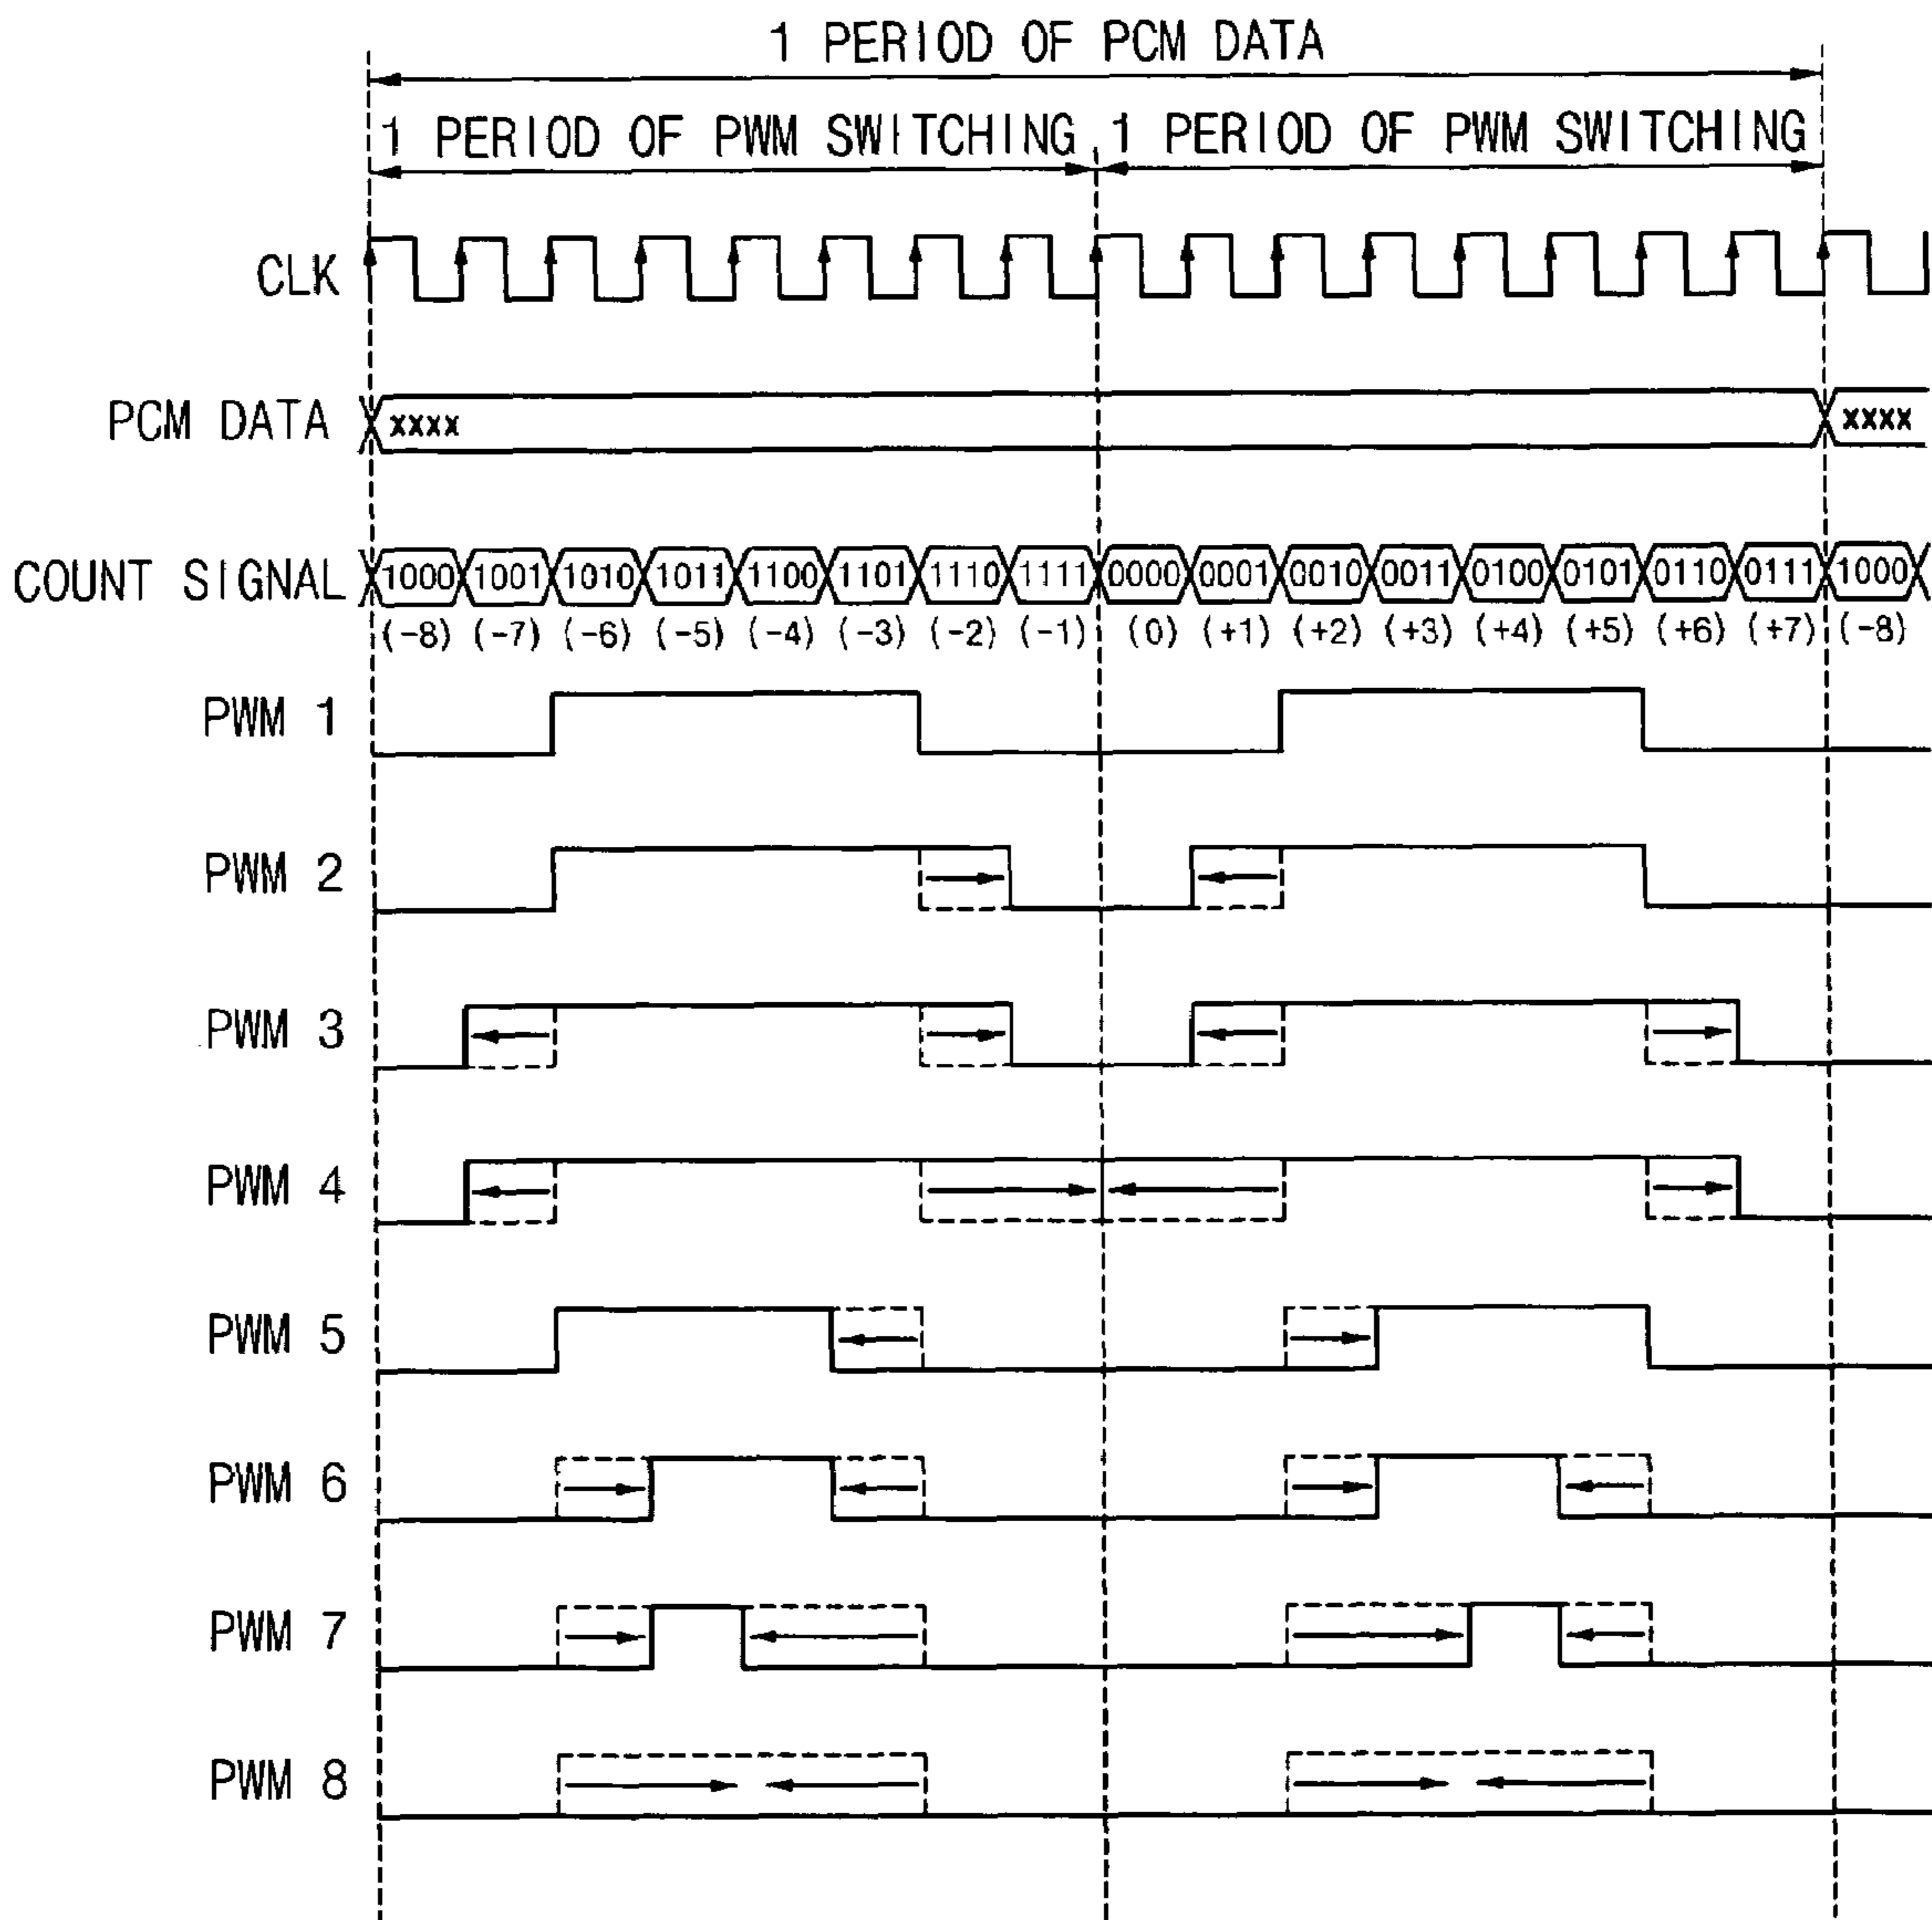 1 PERIOD OF PCM DATA
1 PERIOD OF PWM SWITCHING 1 PERIOD OF PWM SWITCHING
CLK
PCM DATA xxxx xxxx
COUNT SIGNAL 1000 1001 1010 1011 1100 1101 1110 1111 0000 0001 0010 0011 0100 0101 0110 0111 1000
(-8) (-7) (-6) (-5) (-4) (-3) (-2) (-1) (0) (+1) (+2) (+3) (+4) (+5) (+6) (+7) (-8)
PWM 1
PWM 2
PWM 3
PWM 4
PWM 5
PWM 6
PWM 7
PWM 8